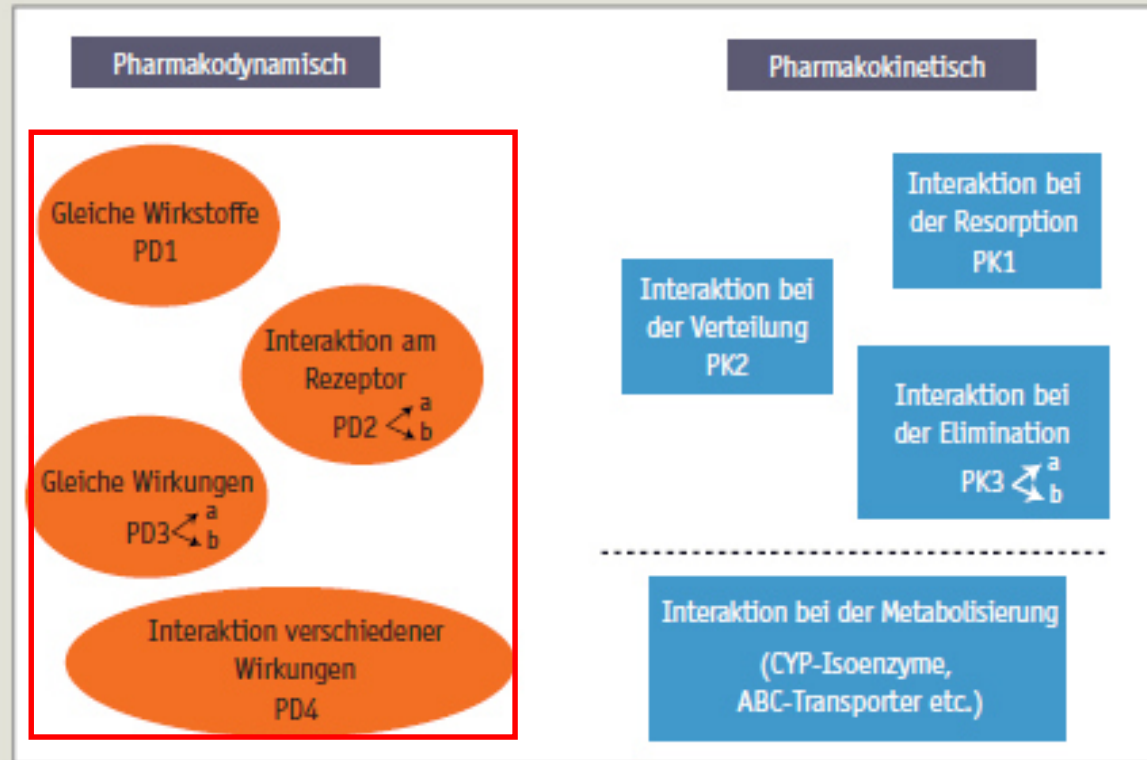 Pharmakodynamisch
Gleiche Wirkstoffe
PD1
Interaktion am
Rezeptor
PD2 a
b
Gleiche Wirkungen
PD3 a
b
Interaktion verschiedener
Wirkungen
PD4
Pharmakokinetisch
Interaktion bei
der Resorption
PK1
Interaktion bei
der Verteilung
PK2
Interaktion bei
der Elimination
PK3 a
b
Interaktion bei der Metabolisierung
(CYP-Isoenzyme,
ABC-Transporter etc.)